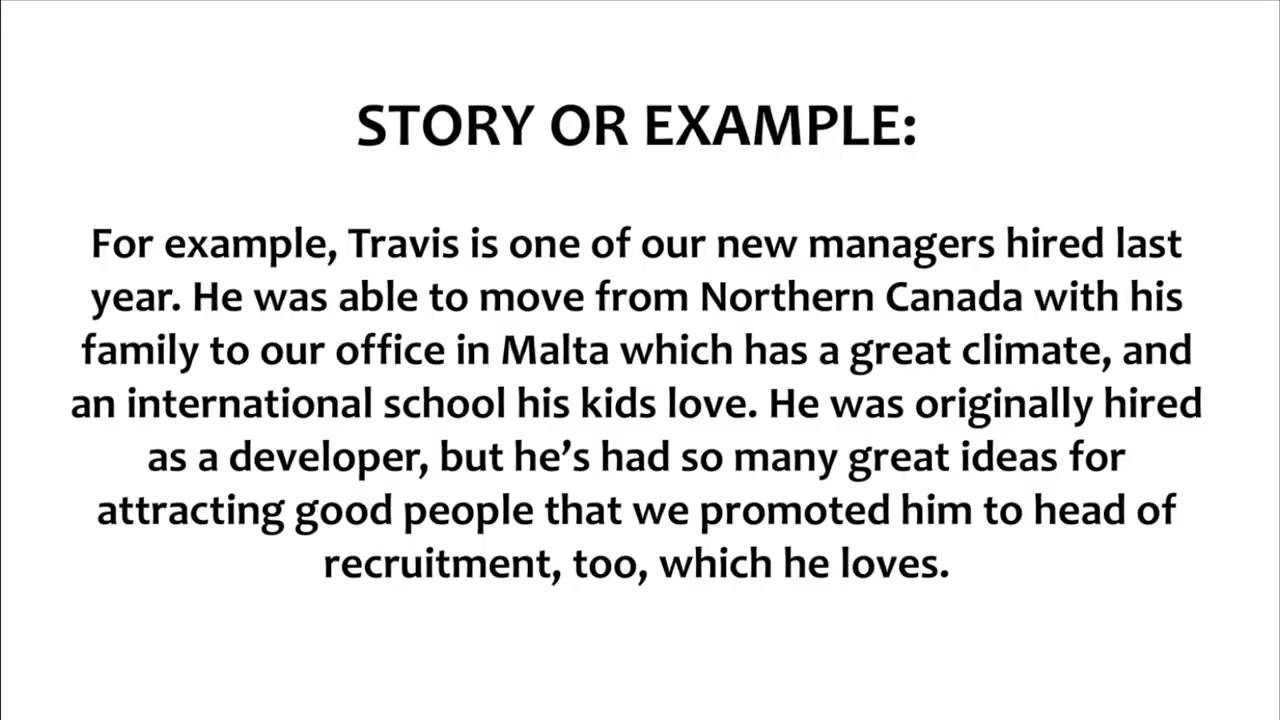 STORY OR EXAMPLE:
For example, Travis is one of our new managers hired last
year. He was able to move from Northern Canada with his
family to our office in Malta which has a great climate, and
an international school his kids love. He was originally hired
as a developer, but he’s had so many great ideas for
attracting good people that we promoted him to head of
recruitment, too, which he loves.